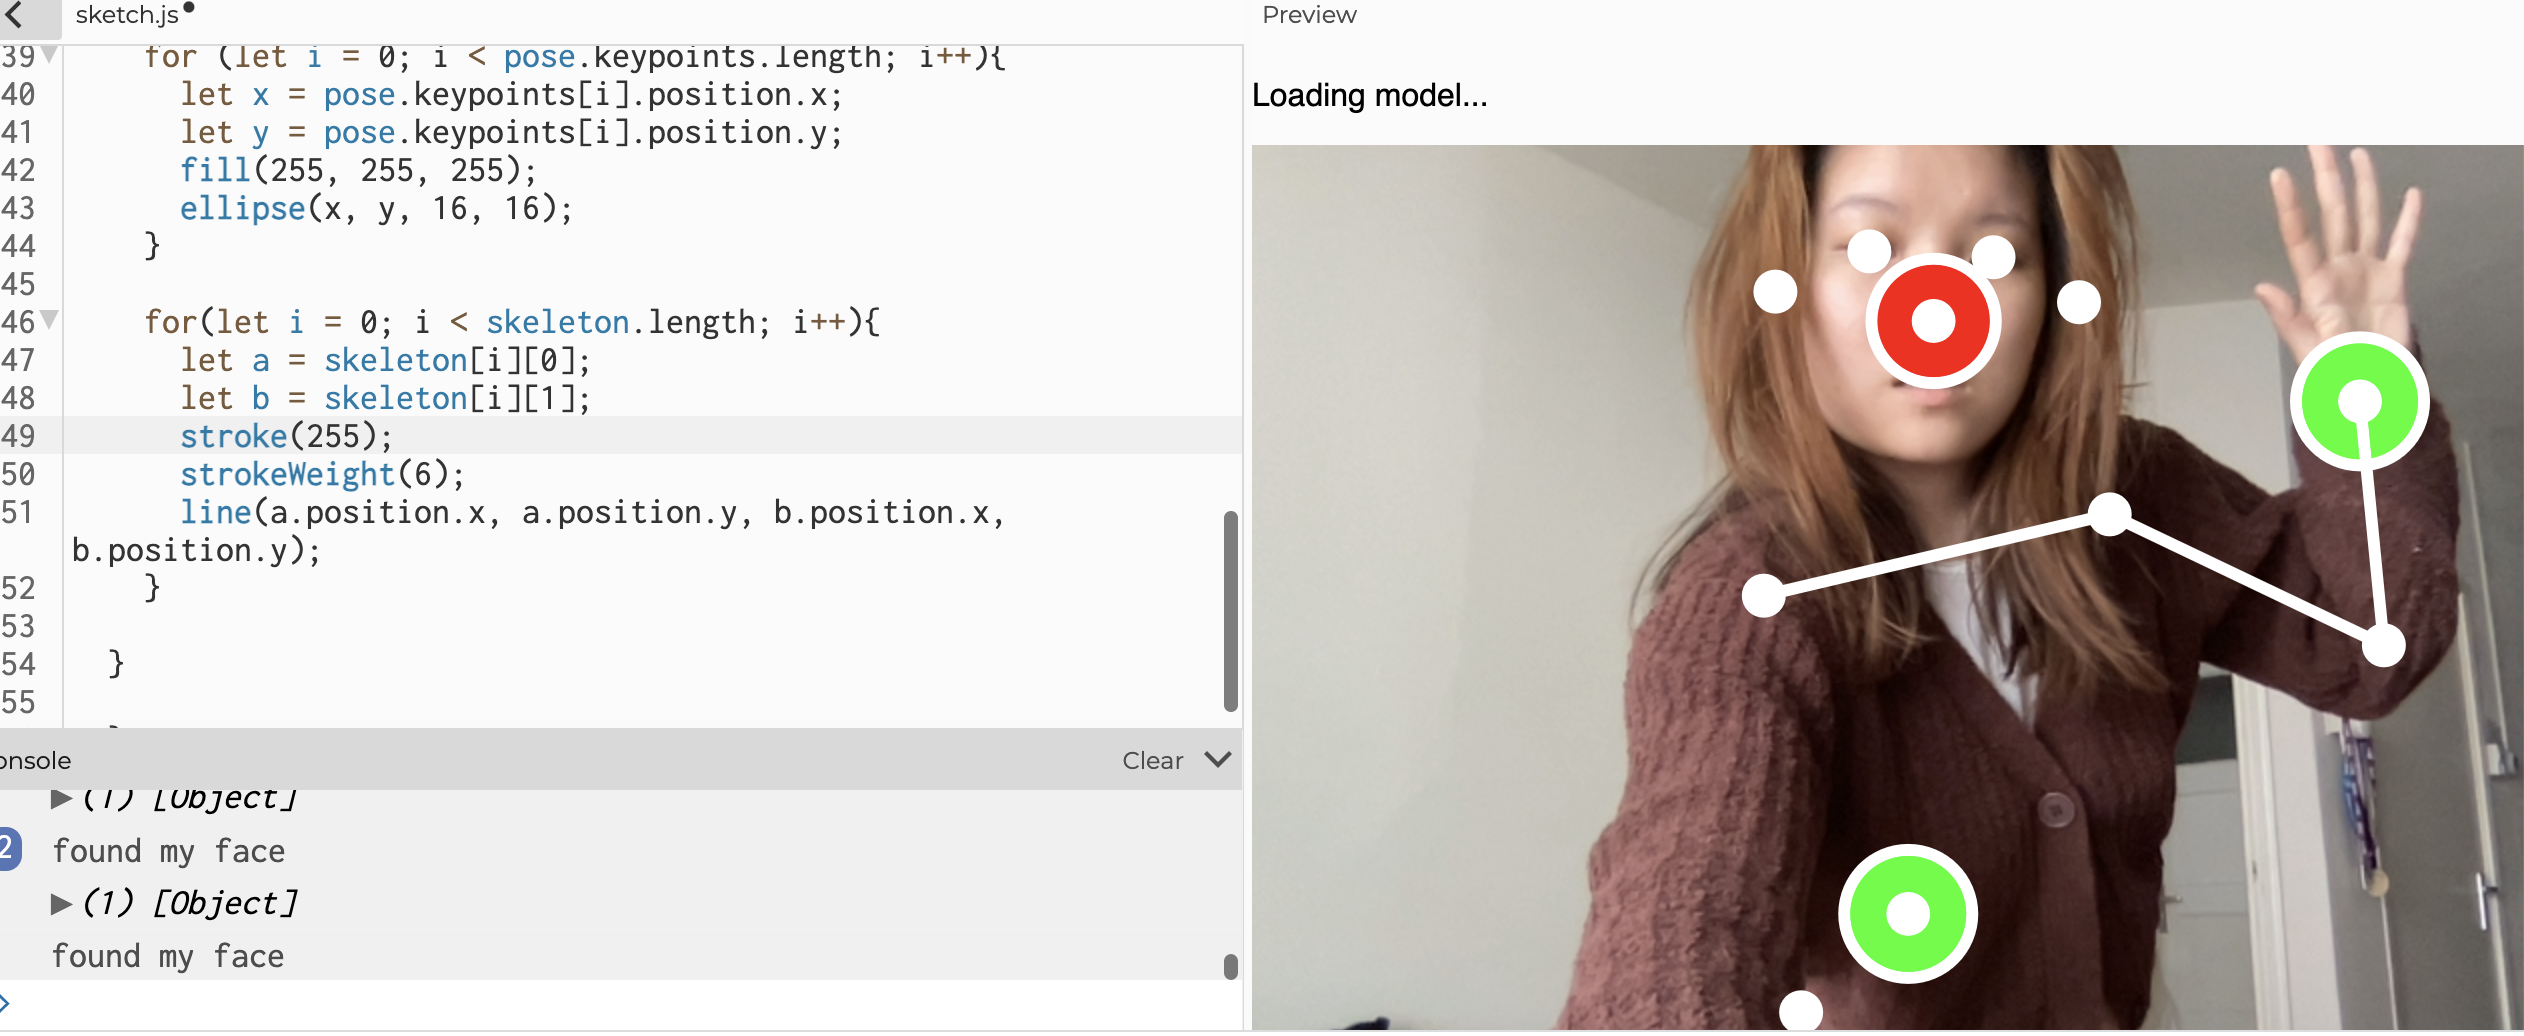 sketch.js
Preview
39 for (let i = 0; i < pose.keypoints.length; i++){
40 let x = pose.keypoints[i].position.x;
41 let y = pose.keypoints[i].position.y;
42 fill(255, 255, 255);
43 ellipse(x, y, 16, 16);
44 }
45
46 for(let i = 0; i < skeleton.length; i++){
47 let a = skeleton[i][0];
48 let b = skeleton[i][1];
49 stroke(255);
50 strokeWeight(6);
51 line(a.position.x, a.position.y, b.position.x,
b.position.y);
52 }
53
54 }
55
onsole
Clear
(1) [Object]
2 found my face
(1) [Object]
found my face
Loading model...